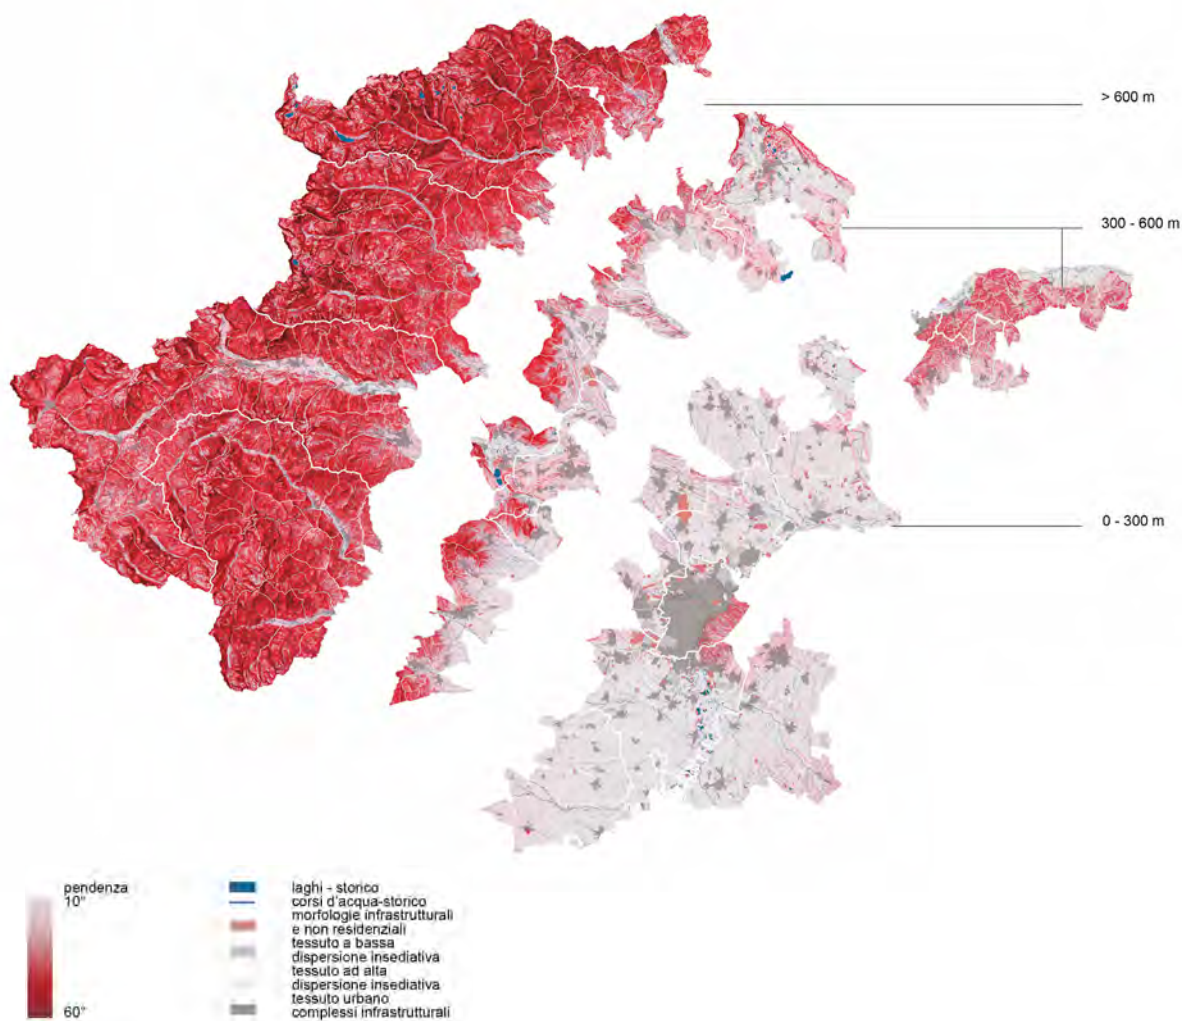 > 600 m
300 - 600 m
0 - 300 m
pendenza
10°
60°
laghi - storico
corsi d'acqua-storico
morfologie infrastrutturali
e non residenziali
tessuto a bassa
dispersione insediativa
tessuto ad alta
dispersione insediativa
tessuto urbano
complessi infrastrutturali